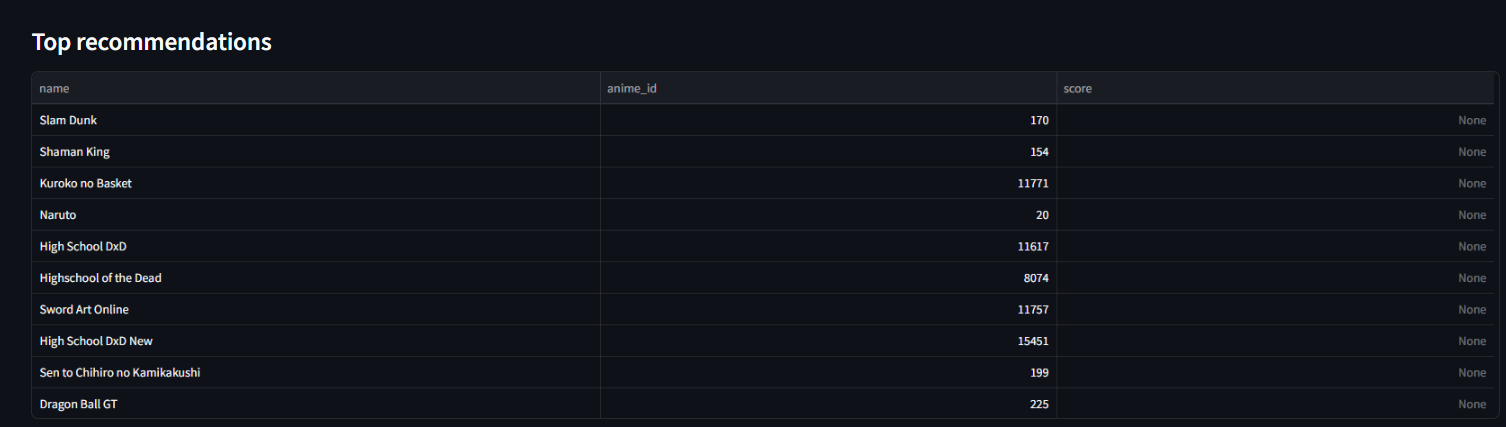 Top recommendations
name anime_id score
Slam Dunk 170 None
Shaman King 154 None
Kuroko no Basket 11771 None
Naruto 20 None
High School DxD 11617 None
Highschool of the Dead 8074 None
Sword Art Online 11757 None
High School DxD New 15451 None
Sen to Chihiro no Kamikakushi 199 None
Dragon Ball GT 225 None